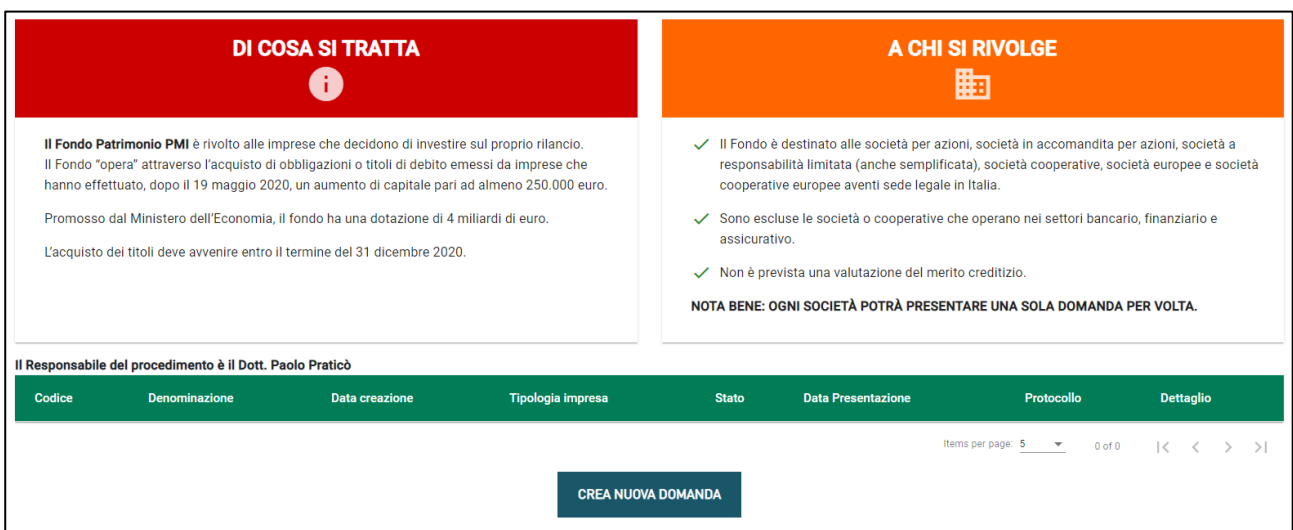 DI COSA SI TRATTA
Il Fondo Patrimonio PMI è rivolto alle imprese che decidono di investire sul proprio rilancio.
Il Fondo “opera” attraverso l’acquisto di obbligazioni o titoli di debito emessi da imprese che
hanno effettuato, dopo il 19 maggio 2020, un aumento di capitale pari ad almeno 250.000 euro.
Promosso dal Ministero dell’Economia, il fondo ha una dotazione di 4 miliardi di euro.
L’acquisto dei titoli deve avvenire entro il termine del 31 dicembre 2020.
A CHI SI RIVOLGE
Il Fondo è destinato alle società per azioni, società in accomandita per azioni, società a
responsabilità limitata (anche semplificata), società cooperative, società europee e società
cooperative europee aventi sede legale in Italia.
Sono escluse le società o cooperative che operano nei settori bancario, finanziario e
assicurativo.
Non è prevista una valutazione del merito creditizio.
NOTA BENE: OGNI SOCIETÀ POTRÀ PRESENTARE UNA SOLA DOMANDA PER VOLTA.
Il Responsabile del procedimento è il Dott. Paolo Praticò
Codice Denominazione Data creazione Tipologia impresa Stato Data Presentazione Protocollo Dettaglio
Items per page: 5 0 of 0
CREA NUOVA DOMANDA